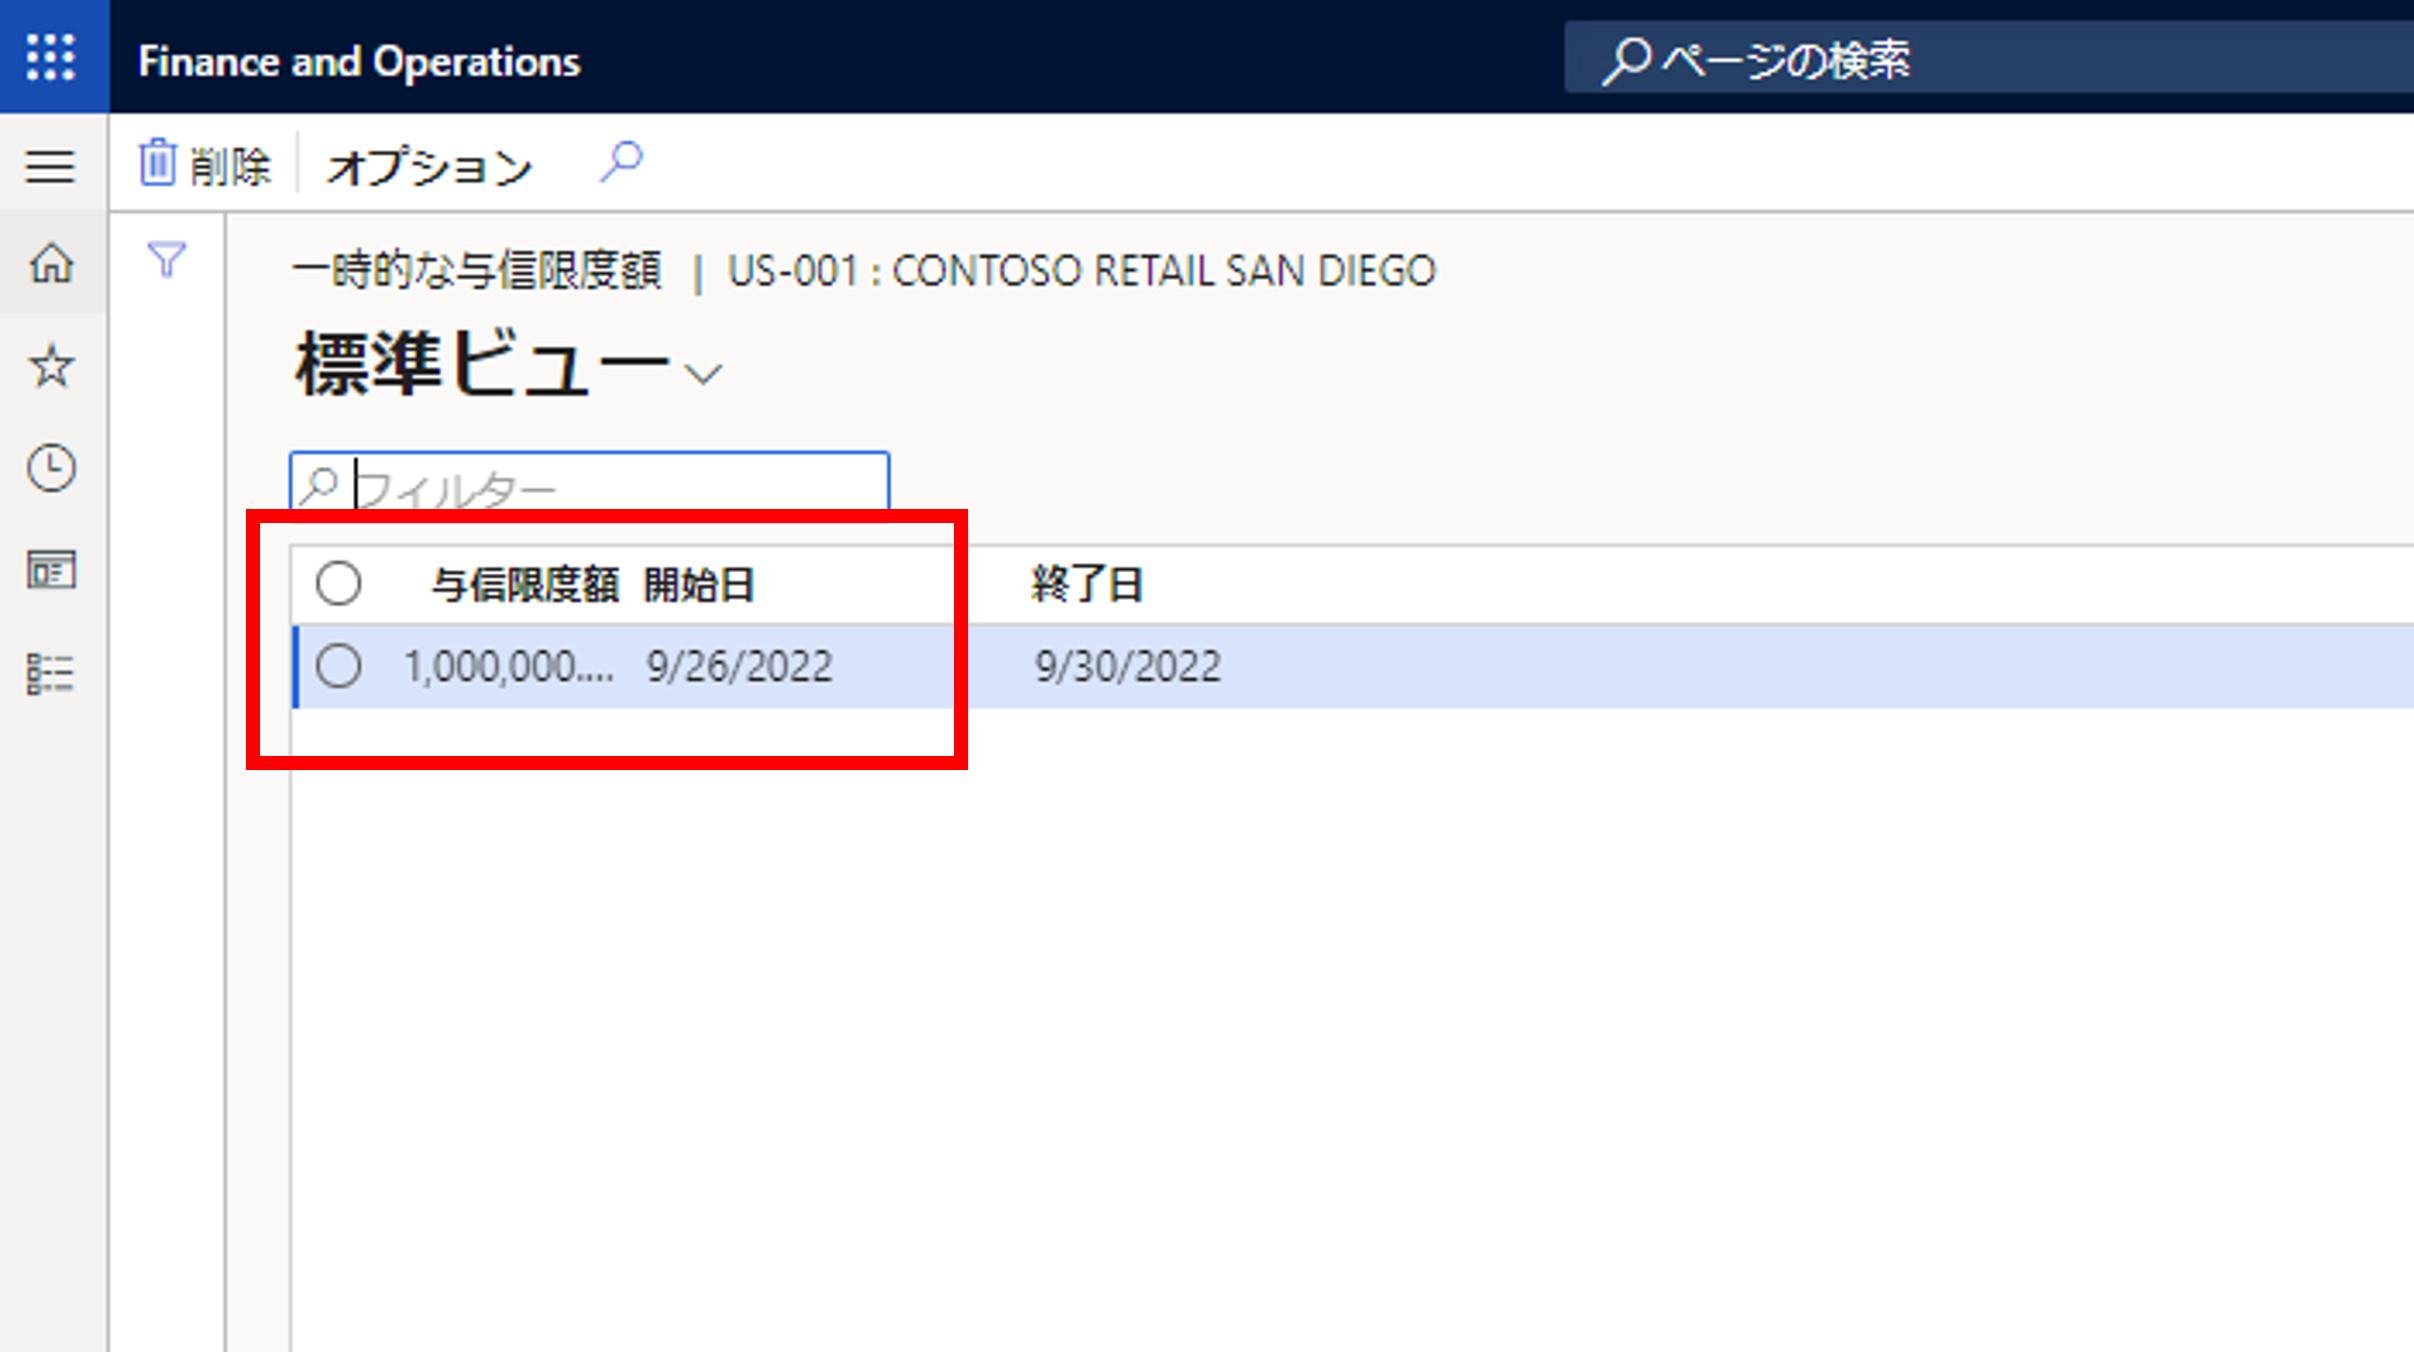 Finance and Operations
ページの検索
削除 オプション
一時的な与信限度額 | US-001 : CONTOSO RETAIL SAN DIEGO
標準ビュー
フィルター
与信限度額 開始日 終了日
1,000,000.... 9/26/2022 9/30/2022